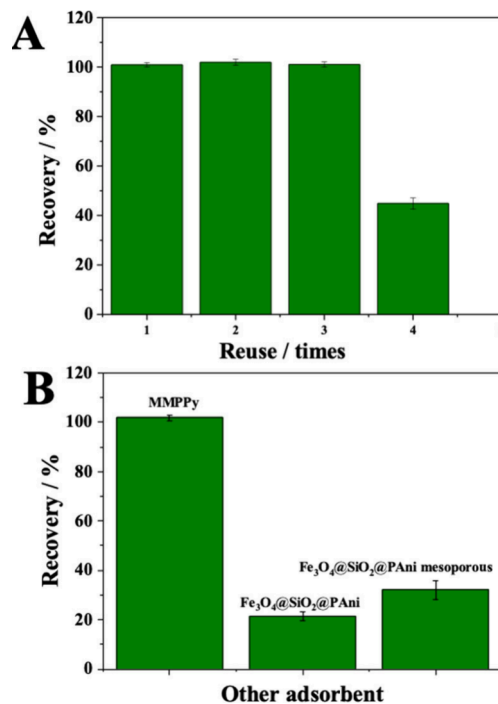 A
120
100
80
60
40
20
0
Recovery / %
1 2 3 4
Reuse / times
B
120
100
80
60
40
20
0
Recovery / %
MMPPy
Fe₃O₄@SiO₂@PAni
Fe₃O₄@SiO₂@PAni mesoporous
Other adsorbent